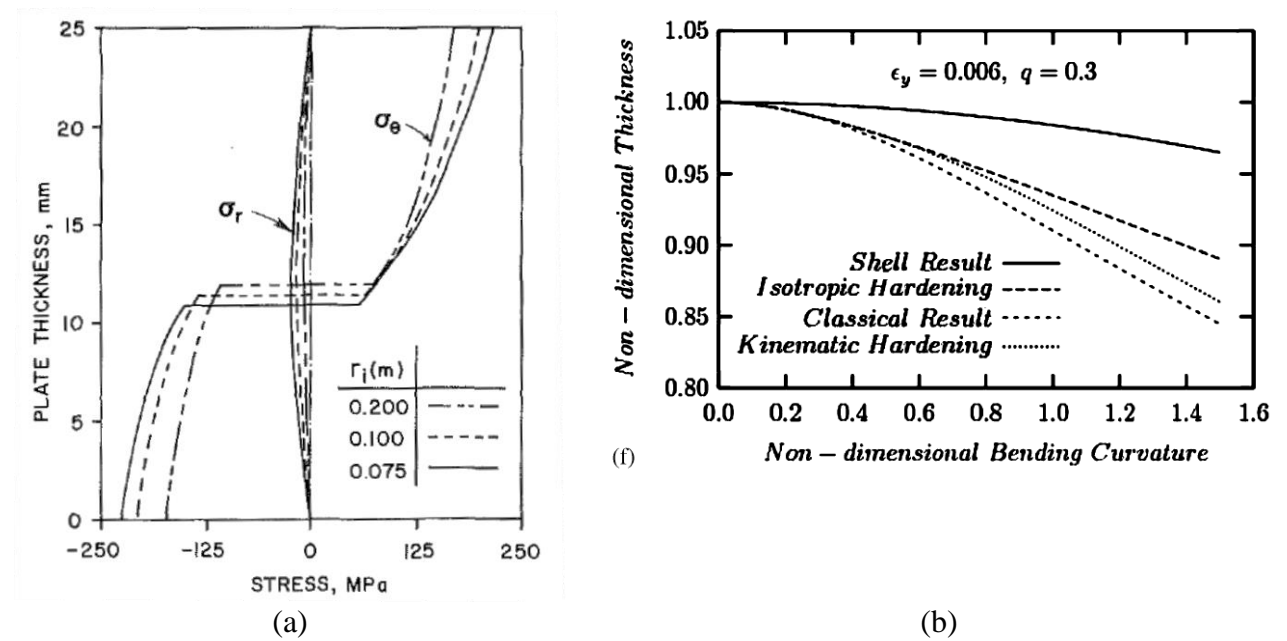 25
20
15
10
5
0
PLATE THICKNESS, mm
σθ
σr
ri(m)
0.200
0.100
0.075
-250
-125
0
125
250
STRESS, MPa
(a)
1.05
1.00
0.95
0.90
0.85
0.80
Non – dimensional Thickness
ϵy = 0.006, q = 0.3
Shell Result
Isotropic Hardening
Classical Result
Kinematic Hardening
0.0 0.2 0.4 0.6 0.8 1.0 1.2 1.4 1.6
(f)
Non – dimensional Bending Curvature
(b)